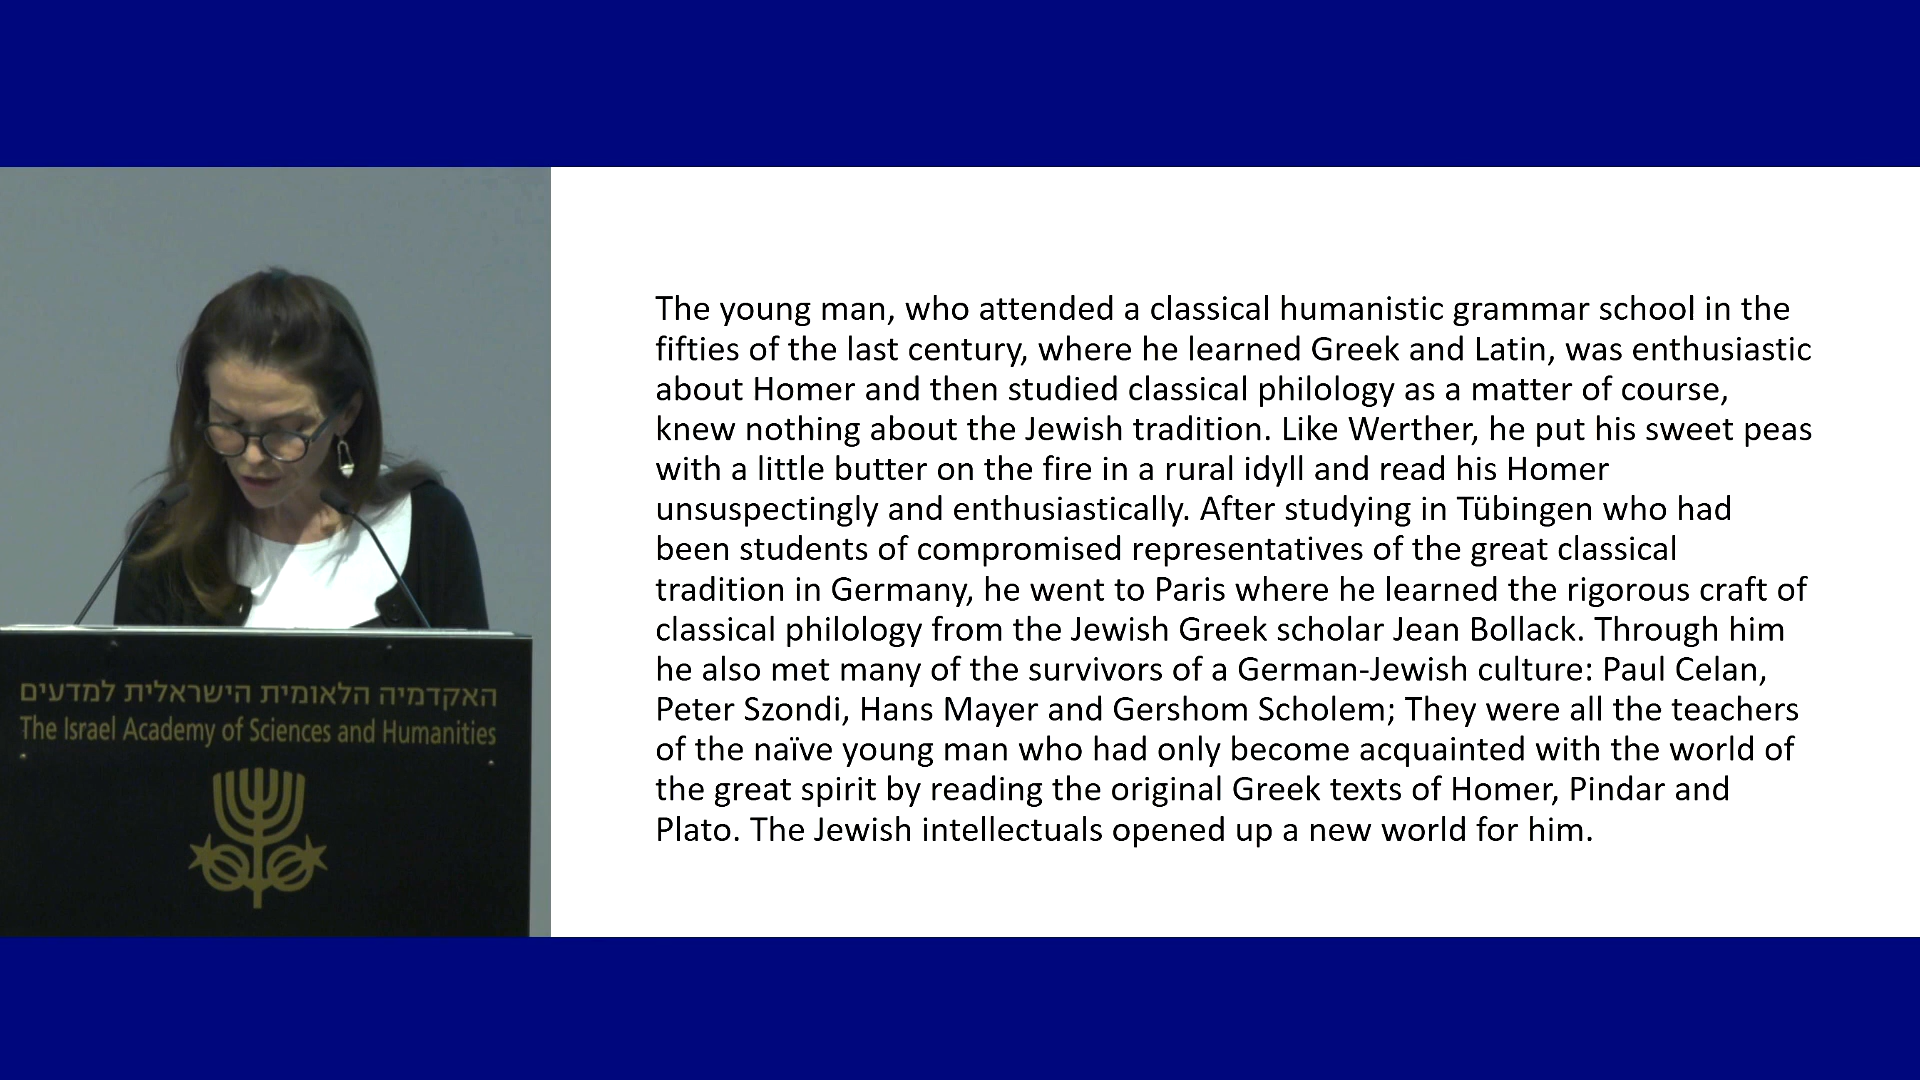 האקדמיה הלאומית הישראלית למדעים
The Israel Academy of Sciences and Humanities
The young man, who attended a classical humanistic grammar school in the
fifties of the last century, where he learned Greek and Latin, was enthusiastic
about Homer and then studied classical philology as a matter of course,
knew nothing about the Jewish tradition. Like Werther, he put his sweet peas
with a little butter on the fire in a rural idyll and read his Homer
unsuspectingly and enthusiastically. After studying in Tübingen who had
been students of compromised representatives of the great classical
tradition in Germany, he went to Paris where he learned the rigorous craft of
classical philology from the Jewish Greek scholar Jean Bollack. Through him
he also met many of the survivors of a German-Jewish culture: Paul Celan,
Peter Szondi, Hans Mayer and Gershom Scholem; They were all the teachers
of the naïve young man who had only become acquainted with the world of
the great spirit by reading the original Greek texts of Homer, Pindar and
Plato. The Jewish intellectuals opened up a new world for him.